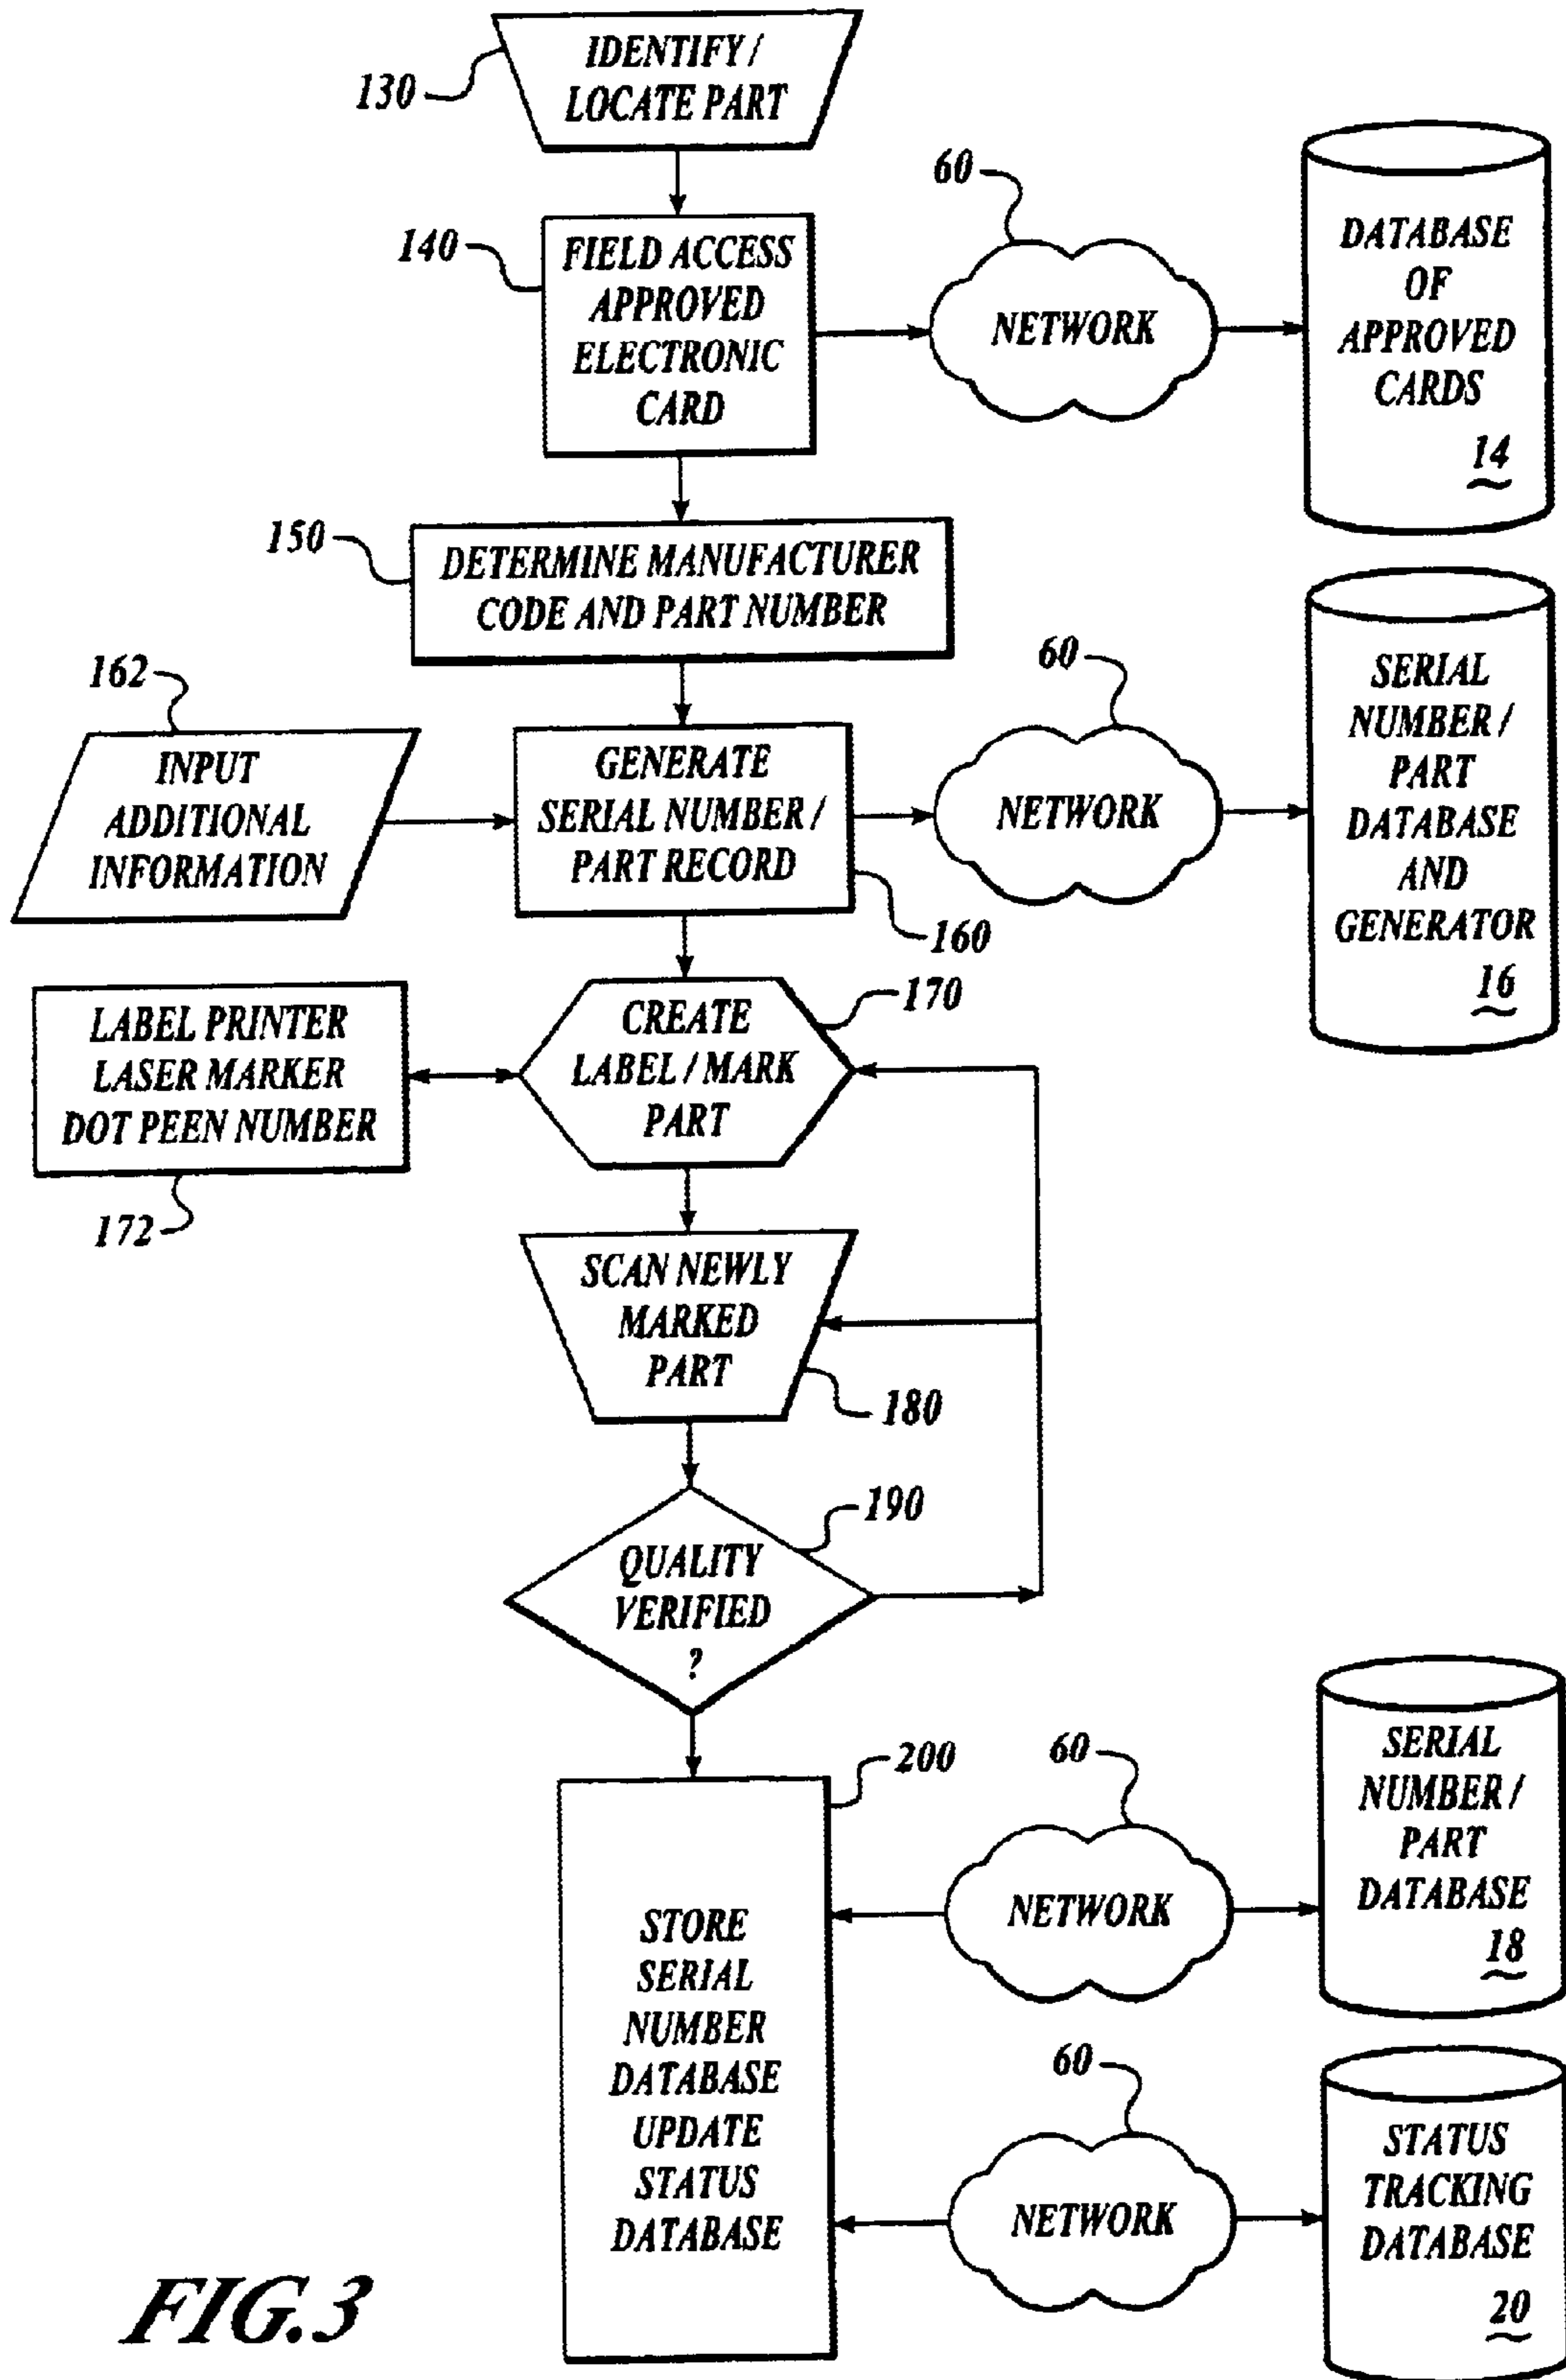 IDENTIFY /
LOCATE PART
130
60
FIELD ACCESS
APPROVED
ELECTRONIC
CARD
140
NETWORK
DATABASE
OF
APPROVED
CARDS
14
150
DETERMINE MANUFACTURER
CODE AND PART NUMBER
162
INPUT
ADDITIONAL
INFORMATION
GENERATE
SERIAL NUMBER /
PART RECORD
160
60
NETWORK
SERIAL
NUMBER /
PART
DATABASE
AND
GENERATOR
16
LABEL PRINTER
LASER MARKER
DOT PEEN NUMBER
172
CREATE
LABEL / MARK
PART
170
SCAN NEWLY
MARKED
PART
180
190
QUALITY
VERIFIED
?
200
STORE
SERIAL
NUMBER
DATABASE
UPDATE
STATUS
DATABASE
60
NETWORK
SERIAL
NUMBER /
PART
DATABASE
18
60
NETWORK
STATUS
TRACKING
DATABASE
20
FIG.3